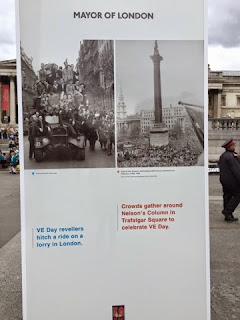 MAYOR OF LONDON
VE Day revellers
hitch a ride on a
lorry in London.
Crowds gather around
Nelson's Column in
Trafalgar Square to
celebrate VE Day.